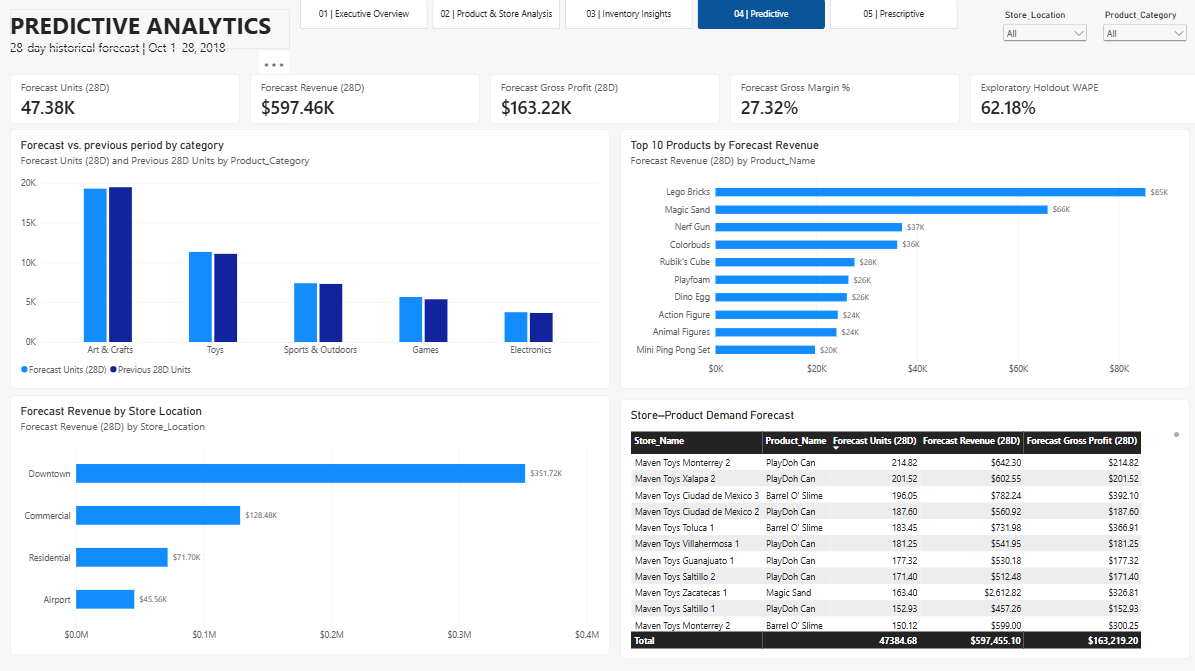 PREDICTIVE ANALYTICS
28-day historical forecast | Oct 1-28, 2018
01 | Executive Overview
02 | Product & Store Analysis
03 | Inventory Insights
04 | Predictive
05 | Prescriptive
Store_Location
All
Product_Category
All
Forecast Units (28D)
47.38K
Forecast Revenue (28D)
$597.46K
Forecast Gross Profit (28D)
$163.22K
Forecast Gross Margin %
27.32%
Exploratory Holdout WAPE
62.18%
Forecast vs. previous period by category
Forecast Units (28D) and Previous 28D Units by Product_Category
20K
15K
10K
5K
0K
Art & Crafts
Toys
Sports & Outdoors
Games
Electronics
Forecast Units (28D) Previous 28D Units
Top 10 Products by Forecast Revenue
Forecast Revenue (28D) by Product_Name
Lego Bricks $85K
Magic Sand $66K
Nerf Gun $37K
Colorbuds $36K
Rubik's Cube $28K
Playfoam $26K
Dino Egg $26K
Action Figure $24K
Animal Figures $24K
Mini Ping Pong Set $20K
$0K $20K $40K $60K $80K
Forecast Revenue by Store Location
Forecast Revenue (28D) by Store_Location
Downtown $351.72K
Commercial $128.48K
Residential $71.70K
Airport $45.56K
$0.0M $0.1M $0.2M $0.3M $0.4M
Store–Product Demand Forecast
Store_Name Product_Name Forecast Units (28D) Forecast Revenue (28D) Forecast Gross Profit (28D)
Maven Toys Monterrey 2 PlayDoh Can 214.82 $642.30 $214.82
Maven Toys Xalapa 2 PlayDoh Can 201.52 $602.55 $201.52
Maven Toys Ciudad de Mexico 3 Barrel O' Slime 196.05 $782.24 $392.10
Maven Toys Ciudad de Mexico 2 PlayDoh Can 187.60 $560.92 $187.60
Maven Toys Toluca 1 Barrel O' Slime 183.45 $731.98 $366.91
Maven Toys Villahermosa 1 PlayDoh Can 181.25 $541.95 $181.25
Maven Toys Guanajuato 1 PlayDoh Can 177.32 $530.18 $177.32
Maven Toys Saltillo 2 PlayDoh Can 171.40 $512.48 $171.40
Maven Toys Zacatecas 1 Magic Sand 163.40 $2,612.82 $326.81
Maven Toys Saltillo 1 PlayDoh Can 152.93 $457.26 $152.93
Maven Toys Monterrey 2 Barrel O' Slime 150.12 $599.00 $300.25
Total 47384.68 $597,455.10 $163,219.20